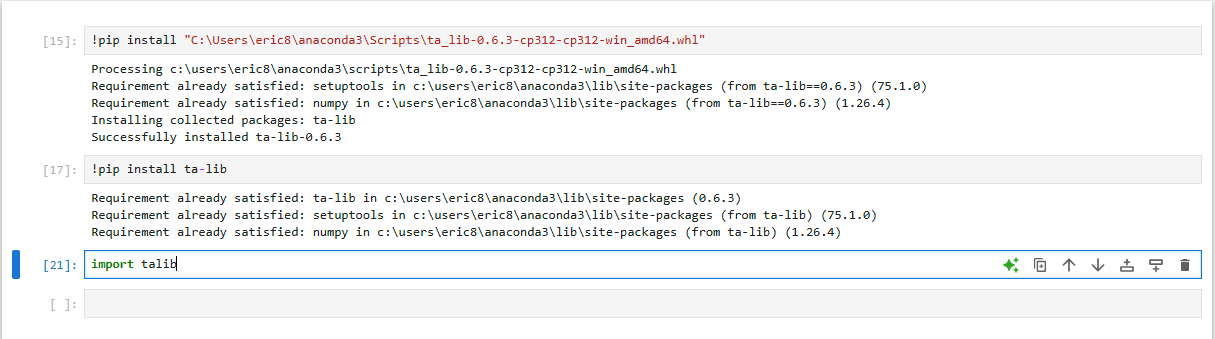 [15]: !pip install "C:\Users\eric8\anaconda3\Scripts\ta_lib-0.6.3-cp312-cp312-win_amd64.whl"
Processing c:\users\eric8\anaconda3\scripts\ta_lib-0.6.3-cp312-cp312-win_amd64.whl
Requirement already satisfied: setuptools in c:\users\eric8\anaconda3\lib\site-packages (from ta-lib==0.6.3) (75.1.0)
Requirement already satisfied: numpy in c:\users\eric8\anaconda3\lib\site-packages (from ta-lib==0.6.3) (1.26.4)
Installing collected packages: ta-lib
Successfully installed ta-lib-0.6.3
[17]: !pip install ta-lib
Requirement already satisfied: ta-lib in c:\users\eric8\anaconda3\lib\site-packages (0.6.3)
Requirement already satisfied: setuptools in c:\users\eric8\anaconda3\lib\site-packages (from ta-lib) (75.1.0)
Requirement already satisfied: numpy in c:\users\eric8\anaconda3\lib\site-packages (from ta-lib) (1.26.4)
[21]: import talib
[ ]: